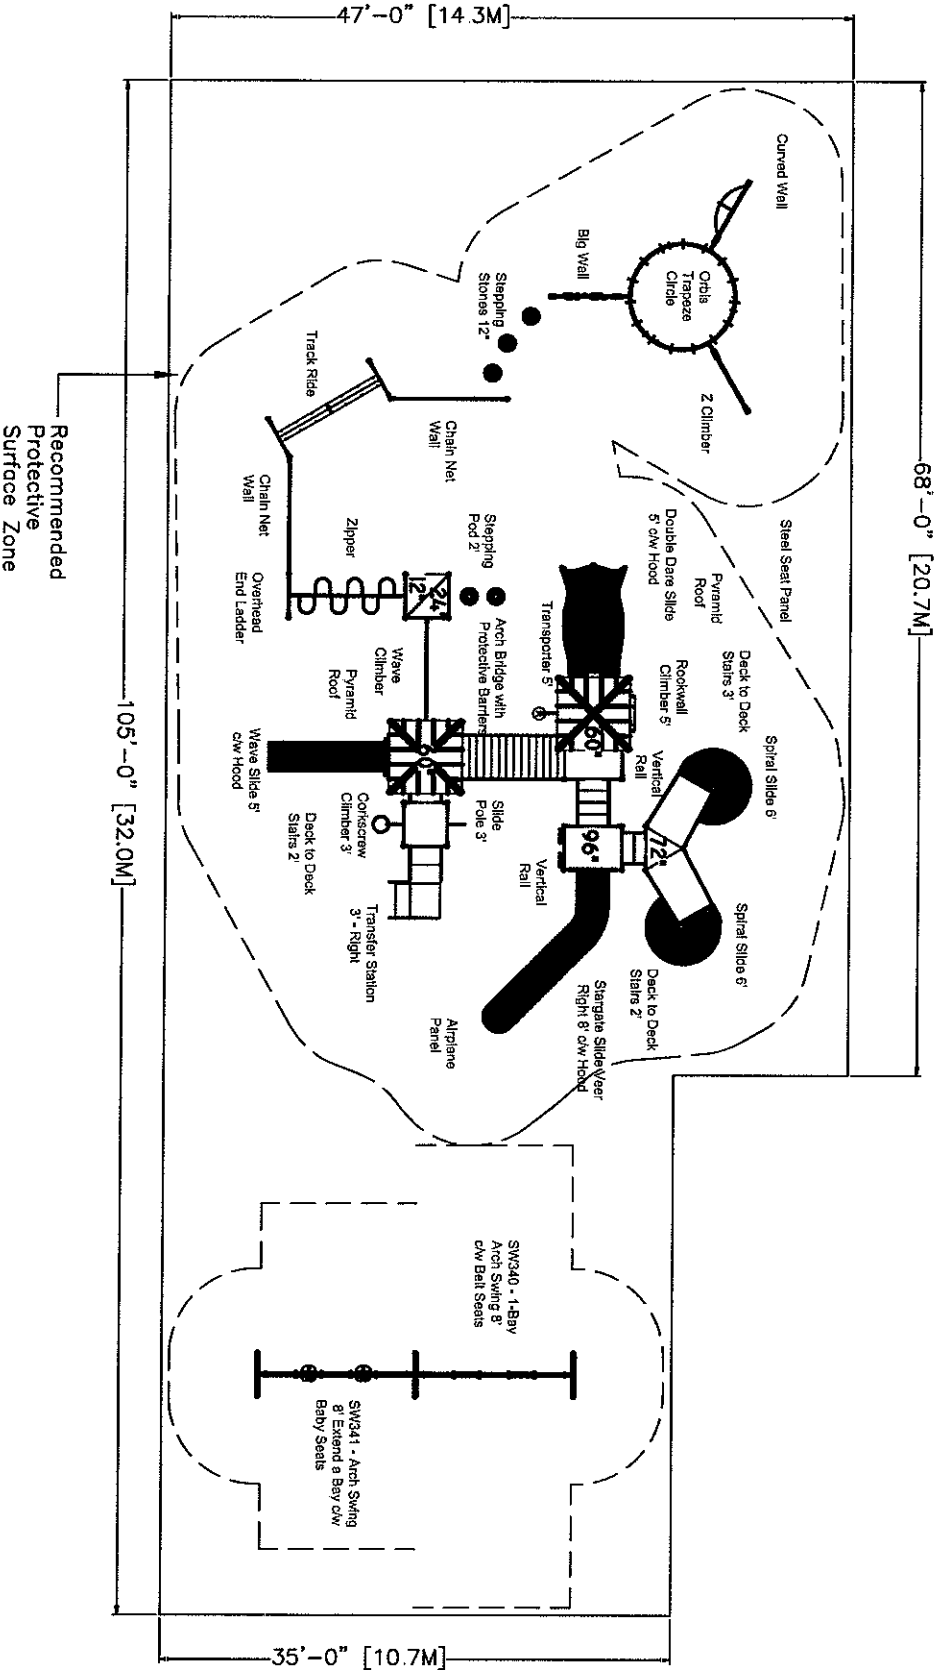 47'-0" [14.3M]
68'-0" [20.7M]
105'-0" [32.0M]
35'-0" [10.7M]
Recommended
Protective
Surface Zone
Curved Wall
Orbis
Trapeze
Circle
Big Wall
Z Climber
Stepping
Stones 12"
Track Ride
Chain Net
Wall
Chain Net
Wall
Zipper
Overhead
End Ladder
Stepping
Pod 2'
12"
24"
Steel Seat Panel
Pyramid
Roof
Double Dare Slide
5' c/w Hood
Transporter 5'
Rockwall
Climber 5'
Deck to Deck
Stairs 3'
Arch Bridge with
Protective Barriers
Wave
Climber
Pyramid
Roof
60"
Wave Slide 5'
c/w Hood
Slide
Pole 3'
Corkscrew
Climber 3'
Deck to Deck
Stairs 2'
Transfer Station
3' - Right
Vertical
Rail
Spiral Slide 6'
72"
96"
Vertical
Rail
Spiral Slide 6'
Deck to Deck
Stairs 2'
Stargate Slide Veer
Right 8' c/w Hood
Airplane
Panel
SW340 - 1-Bay
Arch Swing 8'
c/w Belt Seats
SW341 - Arch Swing
8' Extend a Bay c/w
Baby Seats